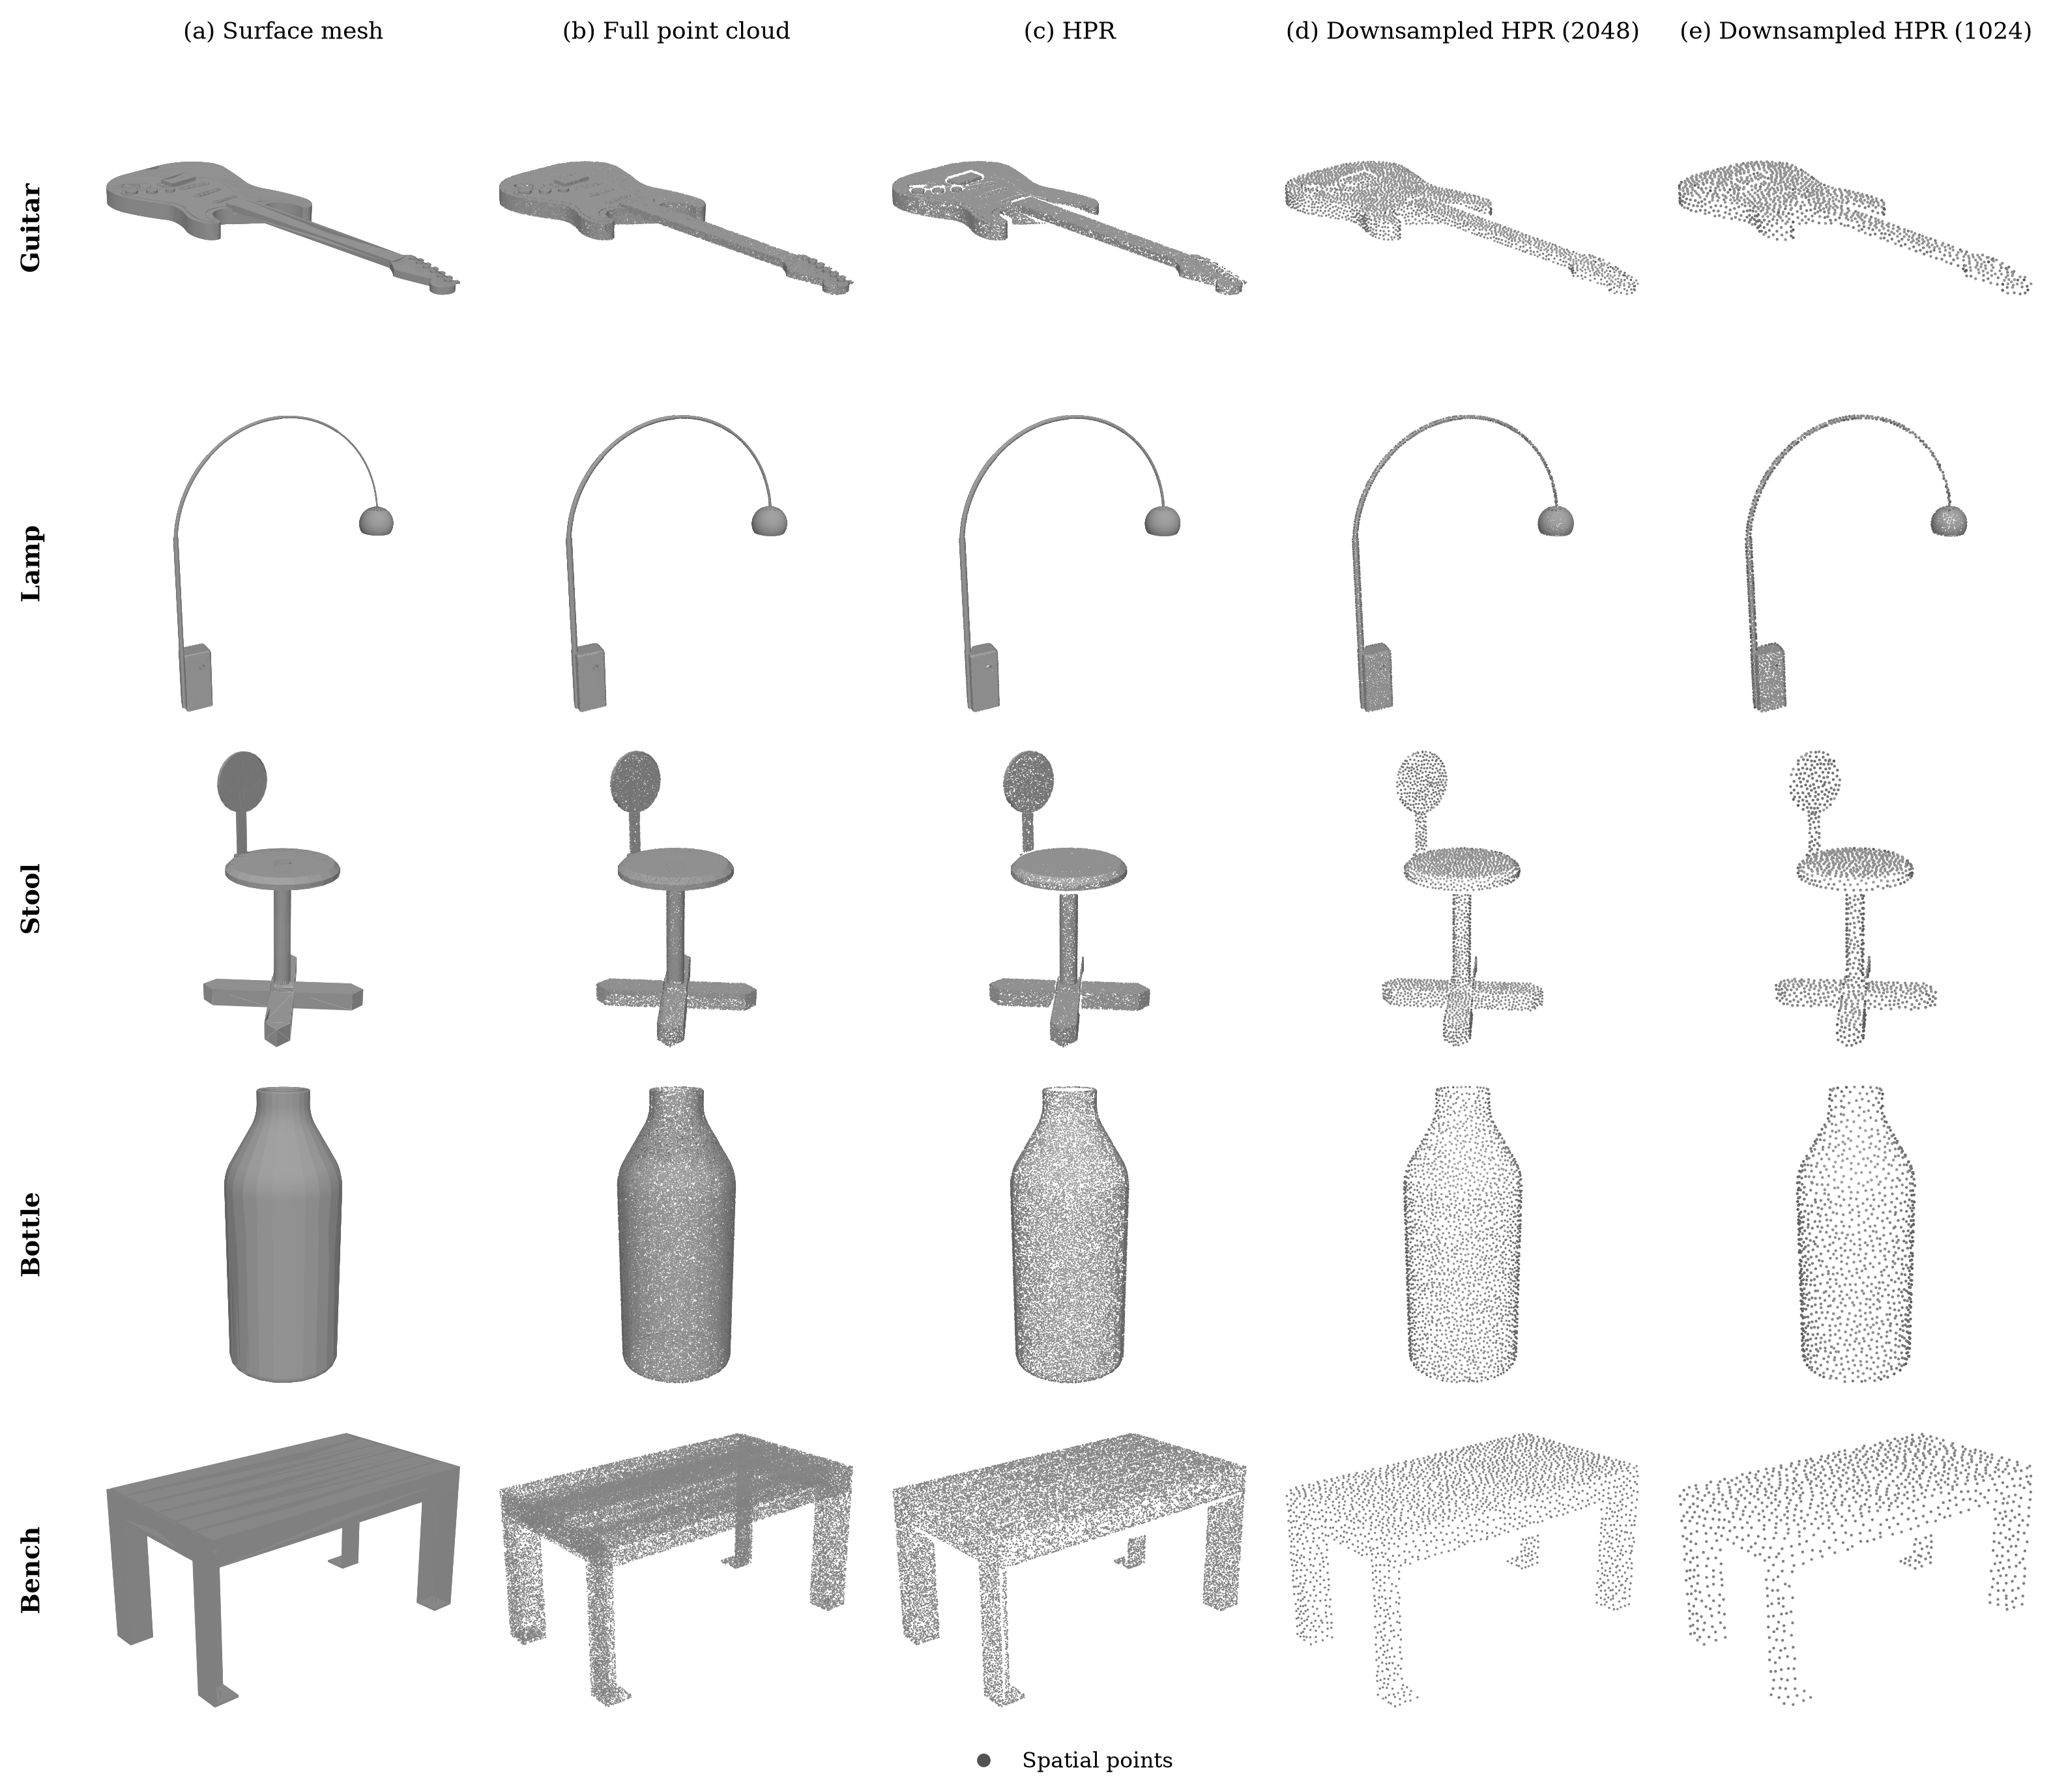 (a) Surface mesh
(b) Full point cloud
(c) HPR
(d) Downsampled HPR (2048)
(e) Downsampled HPR (1024)
Guitar
Lamp
Stool
Bottle
Bench
Spatial points